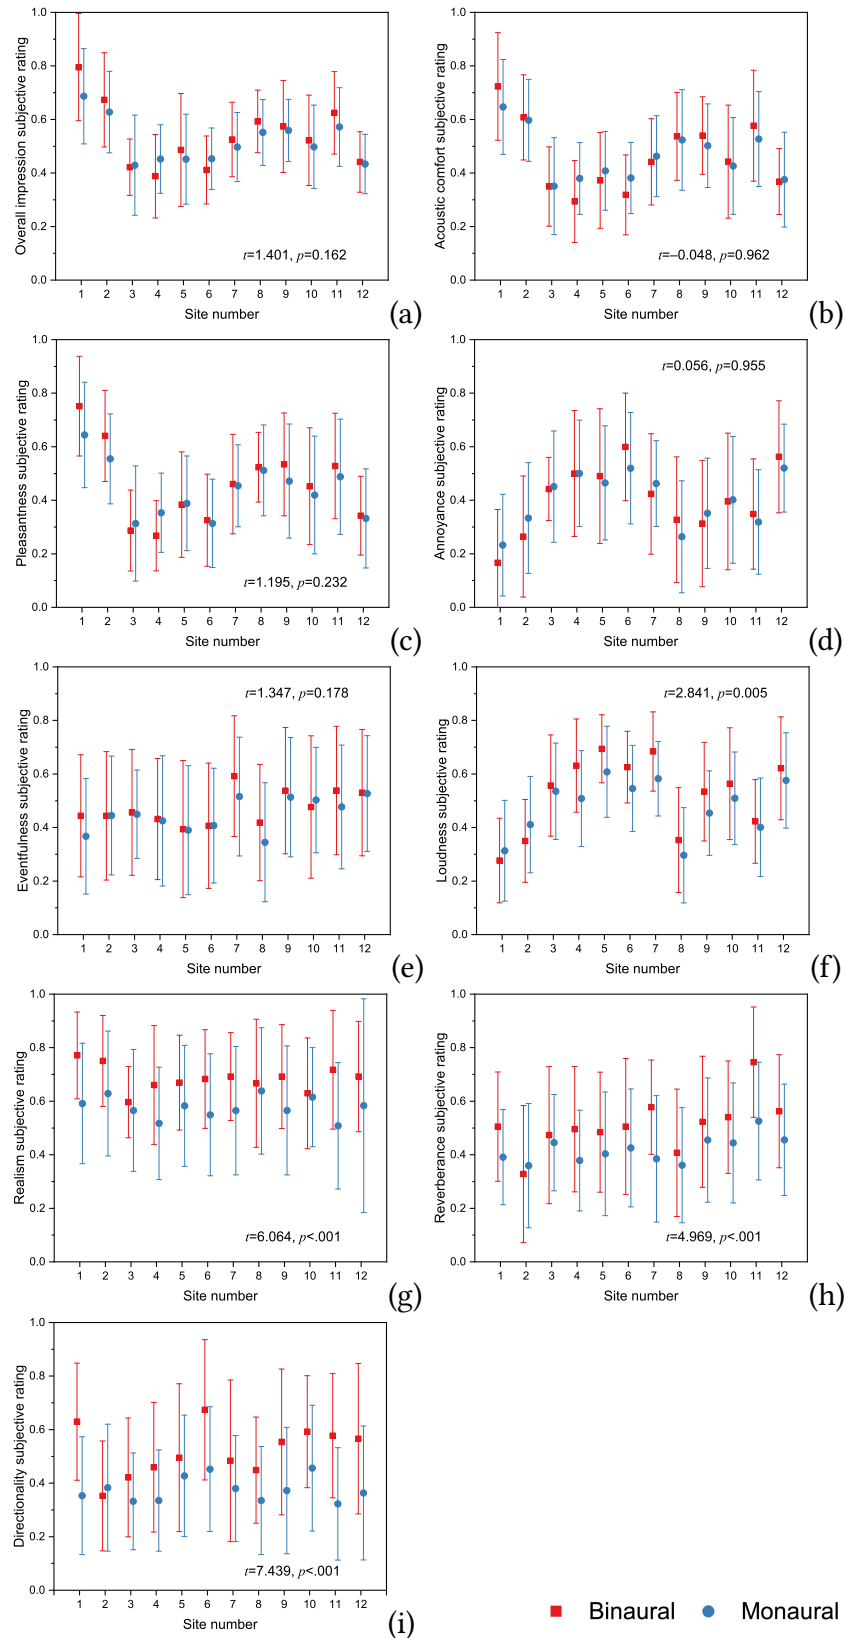 1.0
0.8
0.6
0.4
0.2
0.0
Overall impression subjective rating
t=1.401, p=0.162
1 2 3 4 5 6 7 8 9 10 11 12
Site number
(a)
1.0
0.8
0.6
0.4
0.2
0.0
Acoustic comfort subjective rating
t=–0.048, p=0.962
1 2 3 4 5 6 7 8 9 10 11 12
Site number
(b)
1.0
0.8
0.6
0.4
0.2
0.0
Pleasantness subjective rating
t=1.195, p=0.232
1 2 3 4 5 6 7 8 9 10 11 12
Site number
(c)
1.0
0.8
0.6
0.4
0.2
0.0
Annoyance subjective rating
t=0.056, p=0.955
1 2 3 4 5 6 7 8 9 10 11 12
Site number
(d)
1.0
0.8
0.6
0.4
0.2
0.0
Eventfulness subjective rating
t=1.347, p=0.178
1 2 3 4 5 6 7 8 9 10 11 12
Site number
(e)
1.0
0.8
0.6
0.4
0.2
0.0
Loudness subjective rating
t=2.841, p=0.005
1 2 3 4 5 6 7 8 9 10 11 12
Site number
(f)
1.0
0.8
0.6
0.4
0.2
0.0
Realism subjective rating
t=6.064, p<.001
1 2 3 4 5 6 7 8 9 10 11 12
Site number
(g)
1.0
0.8
0.6
0.4
0.2
0.0
Reverberance subjective rating
t=4.969, p<.001
1 2 3 4 5 6 7 8 9 10 11 12
Site number
(h)
1.0
0.8
0.6
0.4
0.2
0.0
Directionality subjective rating
t=7.439, p<.001
1 2 3 4 5 6 7 8 9 10 11 12
Site number
(i)
Binaural Monaural